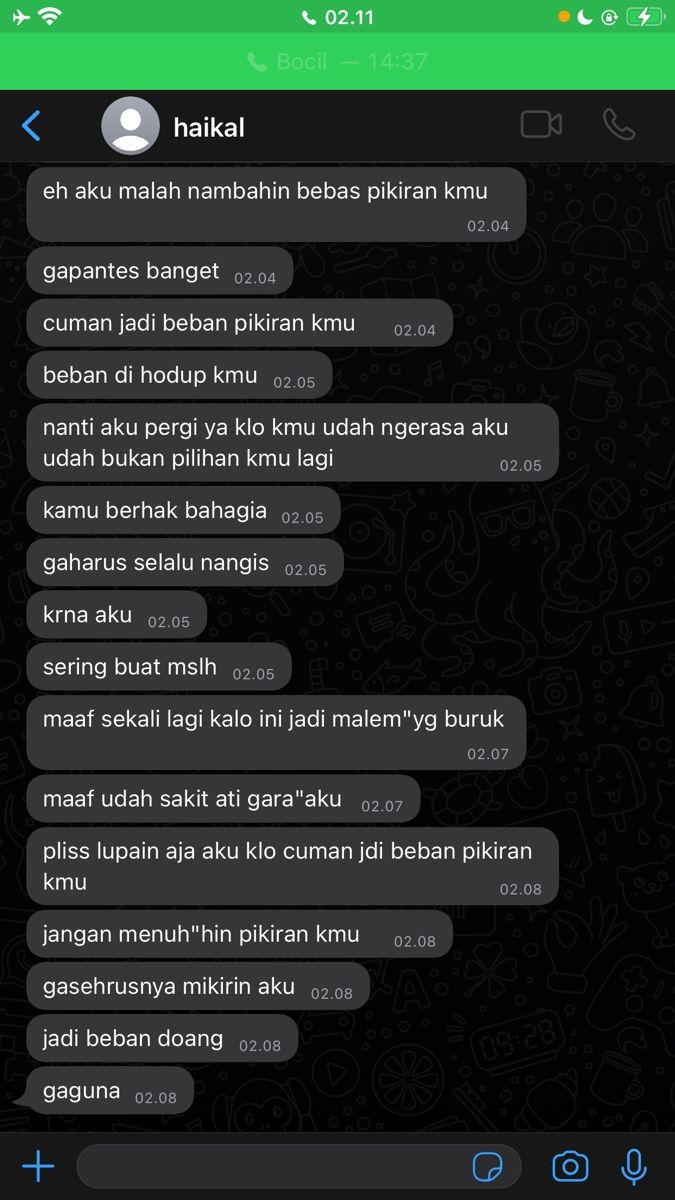 02.11
Bocil — 14:37
haikal
eh aku malah nambahin bebas pikiran kmu
02.04
gapantes banget 02.04
cuman jadi beban pikiran kmu 02.04
beban di hodup kmu 02.05
nanti aku pergi ya klo kmu udah ngerasa aku
udah bukan pilihan kmu lagi 02.05
kamu berhak bahagia 02.05
gaharus selalu nangis 02.05
krna aku 02.05
sering buat mslh 02.05
maaf sekali lagi kalo ini jadi malem"yg buruk
02.07
maaf udah sakit ati gara"aku 02.07
pliss lupain aja aku klo cuman jdi beban pikiran
kmu 02.08
jangan menuh"hin pikiran kmu 02.08
gasehrusnya mikirin aku 02.08
jadi beban doang 02.08
gaguna 02.08